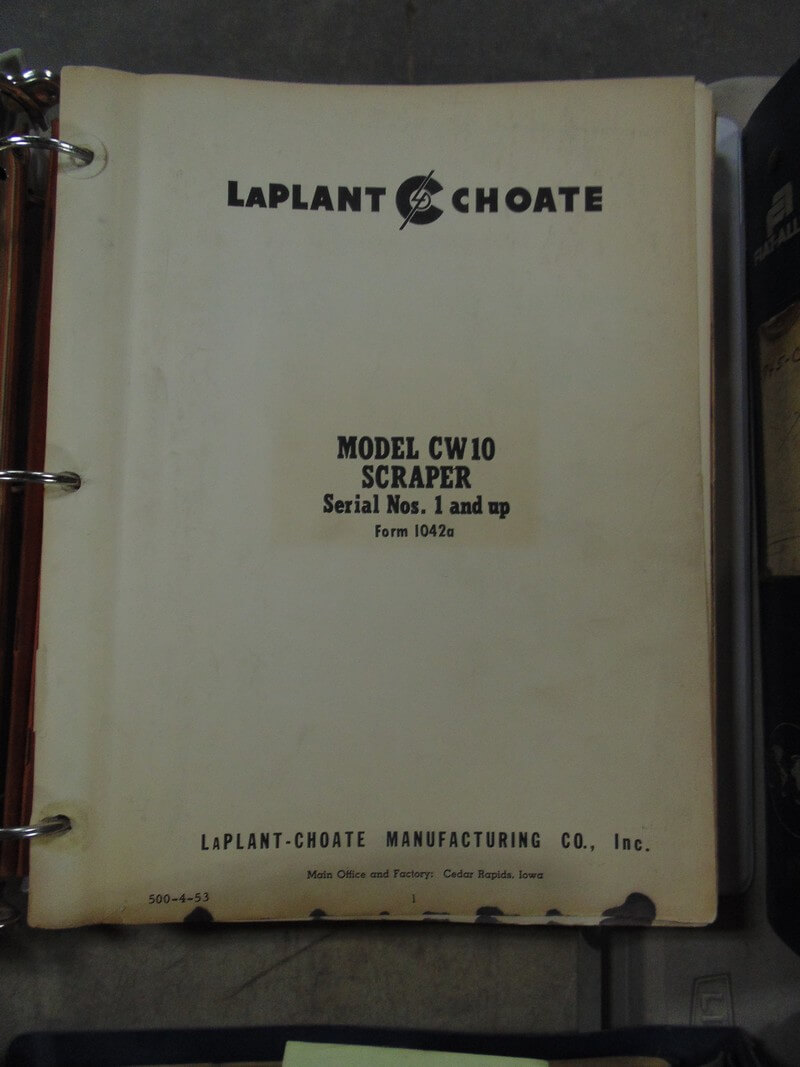 LAPLANT CHOATE
MODEL CW10
SCRAPER
Serial Nos. 1 and up
Form 1042a
LAPLANT-CHOATE MANUFACTURING CO., Inc.
Main Office and Factory: Cedar Rapids, Iowa
500-4-53
1